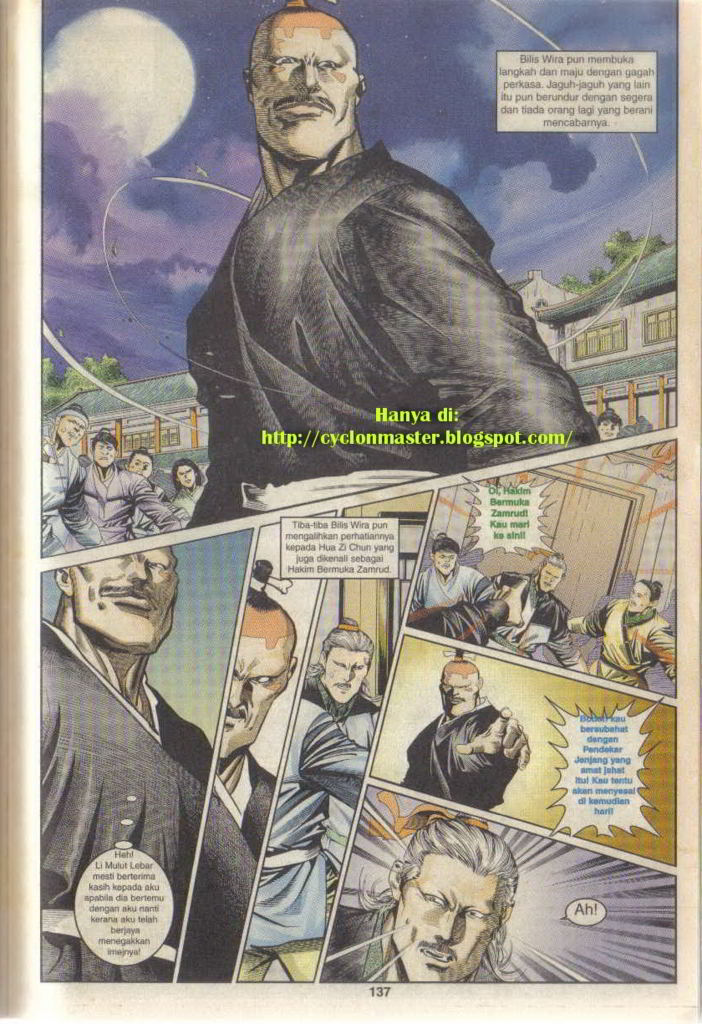 Bilis Wira pun membuka
langkah dan maju dengan gagah
perkasa. Jaguh-jaguh yang lain
itu pun berundur dengan segera
dan tiada orang lagi yang berani
mencabarnya.
Hanya di:
http://cyclonmaster.blogspot.com/
Tiba-tiba Bilis Wira pun
mengalihkan perhatiannya
kepada Hua Zi Chun yang
juga dikenali sebagai
Hakim Bermuka Zamrud.
Oi, Hakim
Bermuka
Zamrud!
Kau mari
ke sini!
Heh!
Li Mulut Lebar
mesti berterima
kasih kepada aku
apabila dia bertemu
dengan aku nanti
kerana aku telah
berjaya
menegakkan
imejnya!
kau
bersubahat
dengan
Pendekar
Jenjang yang
amat jahat
itu! Kau tentu
akan menyesal
di kemudian
hari!
Ah!
137